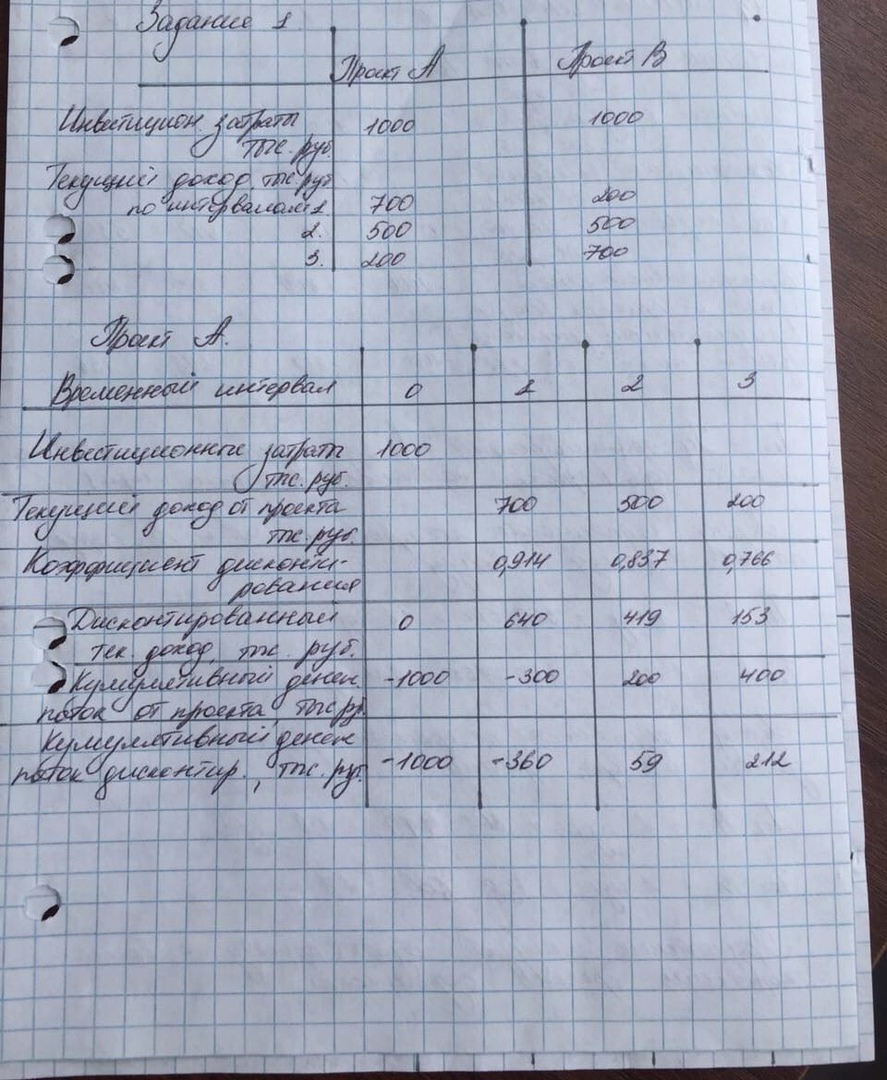 Задание 1
Проект А Проект В
Инвестицион. затраты 1000 1000
тыс. руб.
Текущий доход, тыс. руб
по интервалам 1. 700 200
2. 500 500
3. 200 700
Проект А.
Временный интервал 0 1 2 3
Инвестиционные затраты 1000
тыс. руб.
Текущий доход от проекта 700 500 200
тыс руб.
Коэффициент дисконти- 0,914 0,837 0,766
рования
Дисконтированный 0 640 419 153
тек. доход тыс. руб.
Кумулятивный денеж -1000 -300 200 400
поток от проекта, тыс ру.
Кумулятивный денеж
поток дисконтир., тыс. руб -1000 -360 59 212